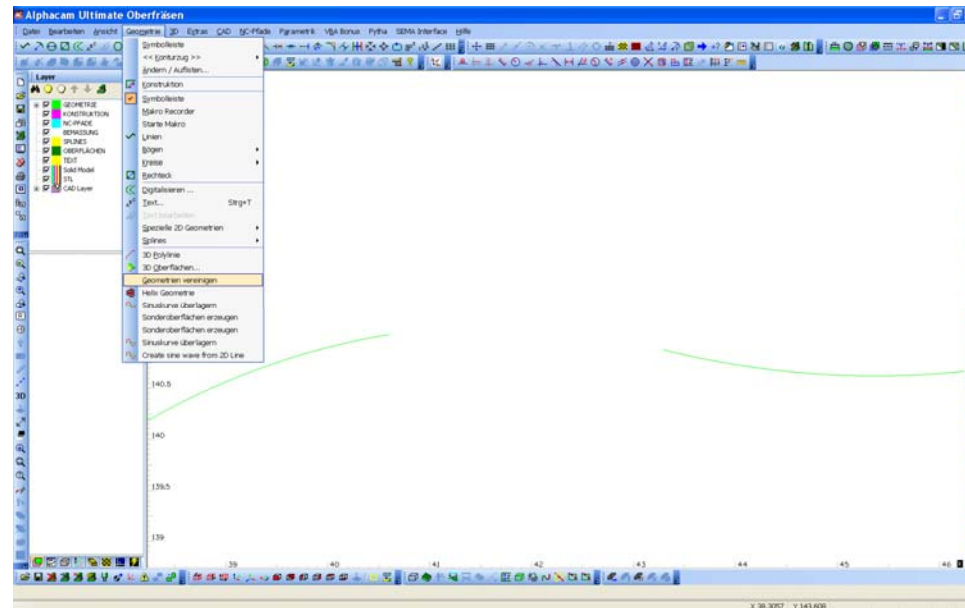 Alphacam Ultimate Oberfräsen
Datei Bearbeiten Ansicht Geometrie 3D Extras CAD NC-Pfade Parametrik VBA Bonus Pytha SEMA Interface Hilfe
Symbolleiste
<< Konturzug >>
Ändern / Auflisten...
Konstruktion
Symbolleiste
Makro Recorder
Starte Makro
Linien
Bögen
Kreise
Rechteck
Digitalisieren ...
Text... Strg+T
Text bearbeiten
Spezielle 2D Geometrien
Splines
3D Polylinie
3D Oberflächen...
Geometrien vereinigen
Helix Geometrie
Sinuskurve überlagern
Sonderoberflächen erzeugen
Sonderoberflächen erzeugen
Sinuskurve überlagern
Create sine wave from 2D Line
Layer
GEOMETRIE
KONSTRUKTION
NC-PFADE
BEMASSUNG
SPLINES
OBERFLÄCHEN
TEXT
Solid Model
STL
CAD Layer
3D
140.5
140
139.5
139
39 40 41 42 43 44 45 46
X 38.3057 Y 143.608